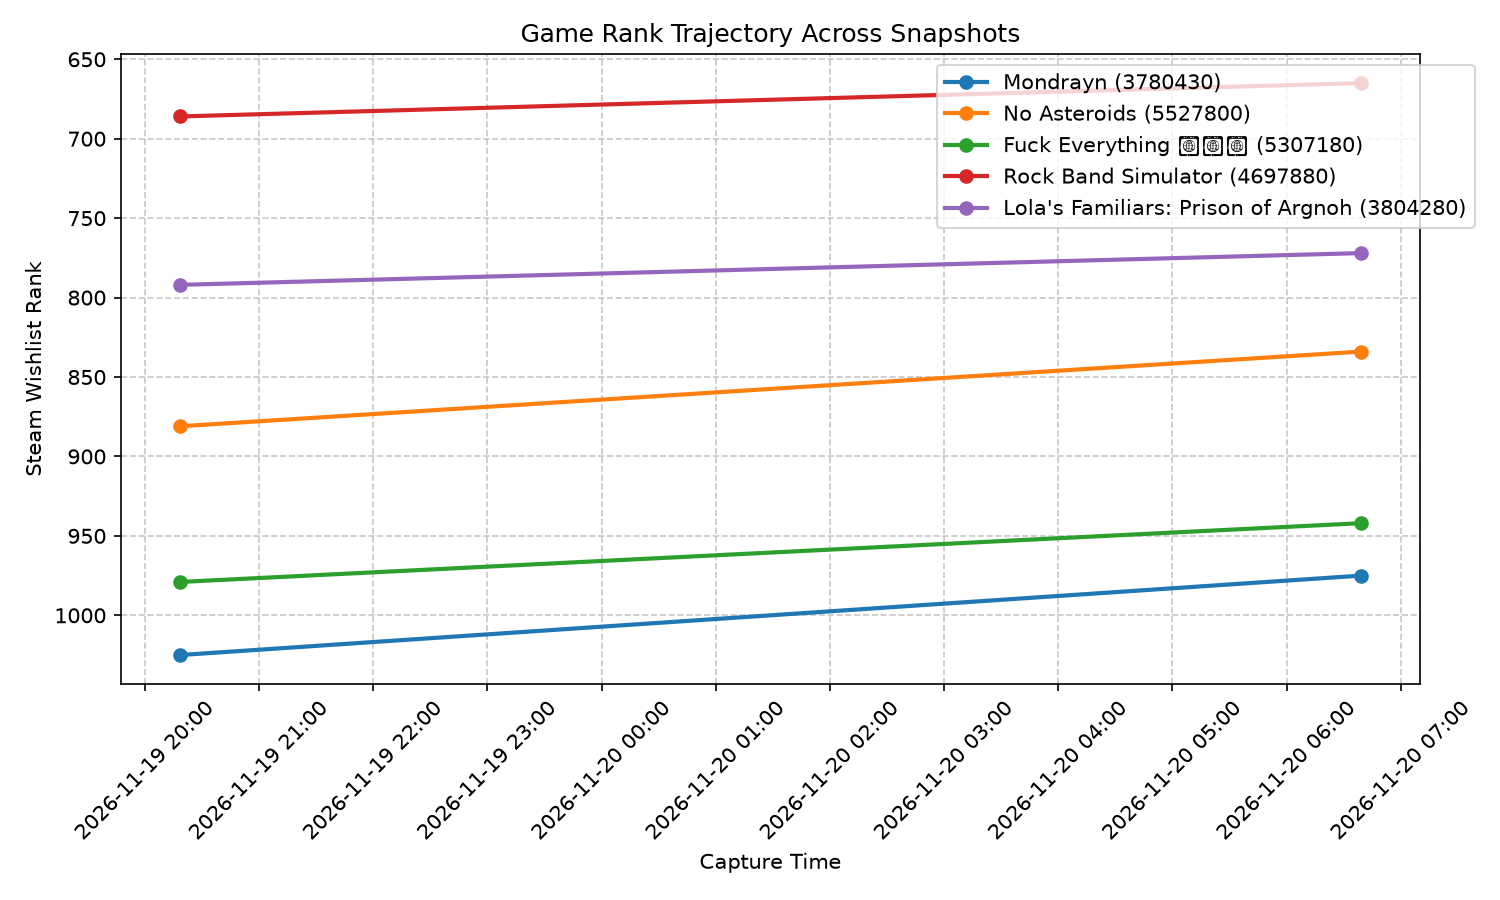 Game Rank Trajectory Across Snapshots
Mondrayn (3780430)
No Asteroids (5527800)
Fuck Everything (5307180)
Rock Band Simulator (4697880)
Lola's Familiars: Prison of Argnoh (3804280)
Steam Wishlist Rank
650
700
750
800
850
900
950
1000
2026-11-19 20:00
2026-11-19 21:00
2026-11-19 22:00
2026-11-19 23:00
2026-11-20 00:00
2026-11-20 01:00
2026-11-20 02:00
2026-11-20 03:00
2026-11-20 04:00
2026-11-20 05:00
2026-11-20 06:00
2026-11-20 07:00
Capture Time